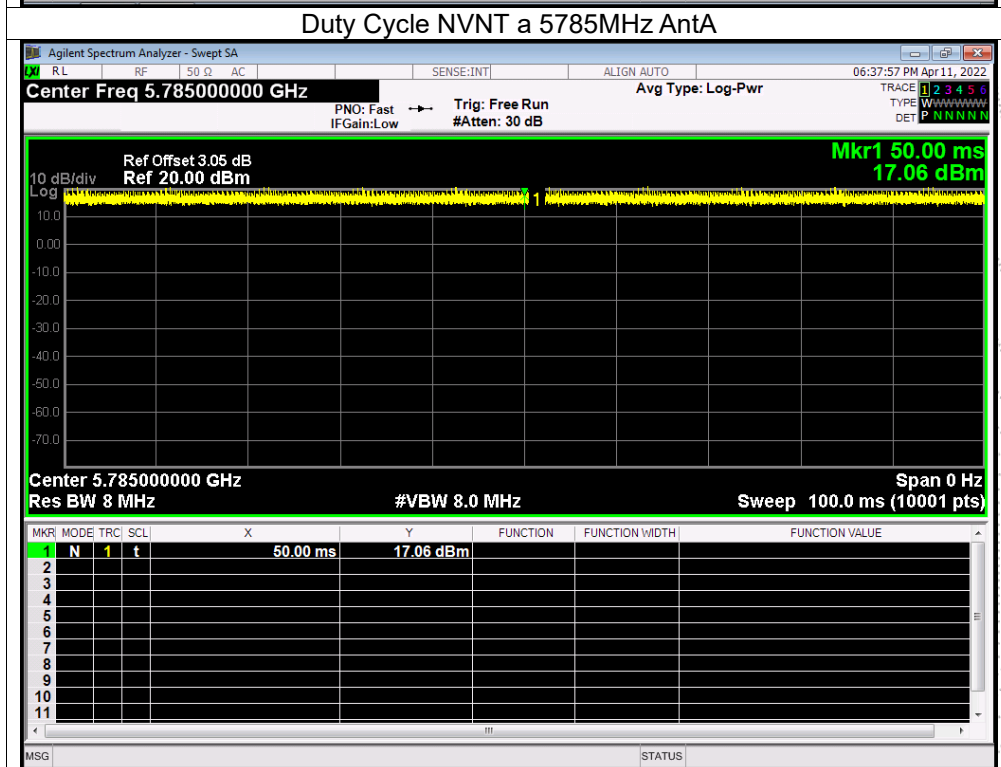 Duty Cycle NVNT a 5785MHz AntA
Agilent Spectrum Analyzer - Swept SA
LXI RL RF 50 Ω AC SENSE:INT ALIGN AUTO 06:37:57 PM Apr 11, 2022
Center Freq 5.785000000 GHz Avg Type: Log-Pwr TRACE 1 2 3 4 5 6
PNO: Fast Trig: Free Run TYPE WWWWWW
IFGain:Low #Atten: 30 dB DET P N N N N N
Mkr1 50.00 ms
Ref Offset 3.05 dB
10 dB/div Ref 20.00 dBm 17.06 dBm
Log
1
10.0
0.00
-10.0
-20.0
-30.0
-40.0
-50.0
-60.0
-70.0
Center 5.785000000 GHz Span 0 Hz
Res BW 8 MHz #VBW 8.0 MHz Sweep 100.0 ms (10001 pts)
MKR MODE TRC SCL X Y FUNCTION FUNCTION WIDTH FUNCTION VALUE
1 N 1 t 50.00 ms 17.06 dBm
2
3
4
5
6
7
8
9
10
11
MSG STATUS